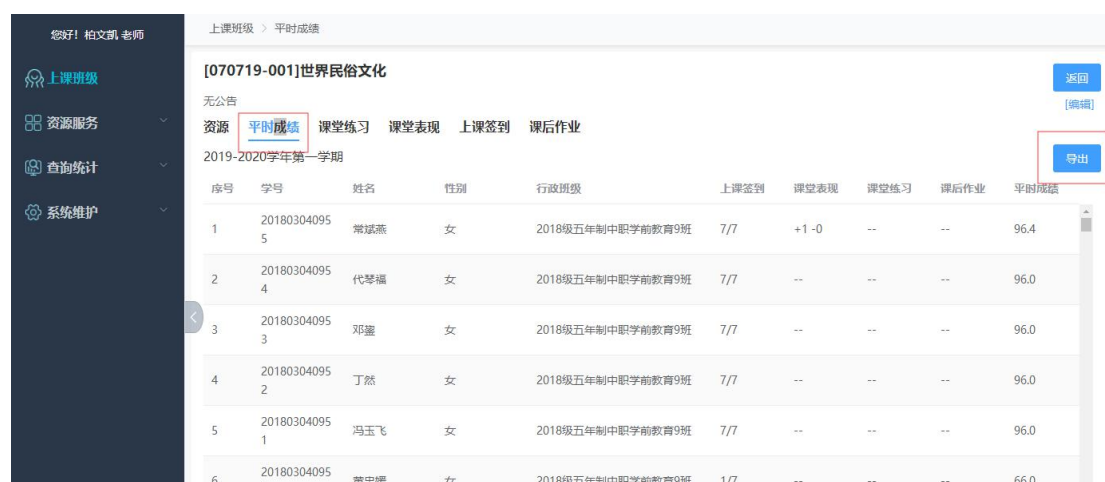 您好！柏文凯 老师
上课班级 > 平时成绩
上课班级
资源服务
查询统计
系统维护
[070719-001]世界民俗文化
返回
无公告
[编辑]
资源 平时成绩 课堂练习 课堂表现 上课签到 课后作业
2019-2020学年第一学期
导出
序号 学号 姓名 性别 行政班级 上课签到 课堂表现 课堂练习 课后作业 平时成绩
1 20180304095 常斌燕 女 2018级五年制中职学前教育9班 7/7 +1 -0 -- -- 96.4
5
2 20180304095 代琴福 女 2018级五年制中职学前教育9班 7/7 -- -- -- 96.0
4
3 20180304095 邓 女 2018级五年制中职学前教育9班 7/7 -- -- -- 96.0
3
4 20180304095 丁然 女 2018级五年制中职学前教育9班 7/7 -- -- -- 96.0
2
5 20180304095 冯玉飞 女 2018级五年制中职学前教育9班 7/7 -- -- -- 96.0
1
6 20180304095 女 2018级五年制中职学前教育9班 1/7 -- -- -- 66.0